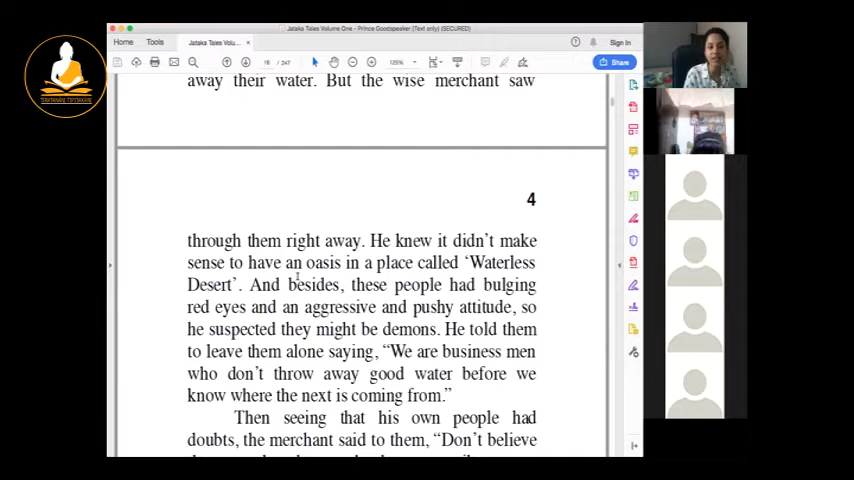 Jataka Tales Volume One - Prince Goodspeaker (Text only) (SECURED)
Home Tools Jataka Tales Volu... × Sign In
16 / 247 125% Share
away their water. But the wise merchant saw
4
through them right away. He knew it didn't make
sense to have an oasis in a place called 'Waterless
Desert'. And besides, these people had bulging
red eyes and an aggressive and pushy attitude, so
he suspected they might be demons. He told them
to leave them alone saying, “We are business men
who don't throw away good water before we
know where the next is coming from.”
Then seeing that his own people had
doubts, the merchant said to them, “Don't believe